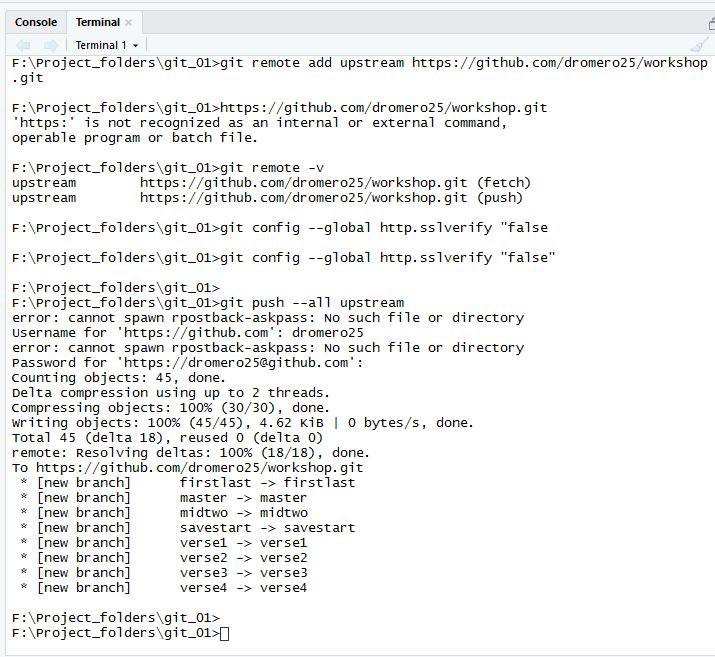 Console Terminal ×
Terminal 1
F:\Project_folders\git_01>git remote add upstream https://github.com/dromero25/workshop
.git
F:\Project_folders\git_01>https://github.com/dromero25/workshop.git
'https:' is not recognized as an internal or external command,
operable program or batch file.
F:\Project_folders\git_01>git remote -v
upstream        https://github.com/dromero25/workshop.git (fetch)
upstream        https://github.com/dromero25/workshop.git (push)
F:\Project_folders\git_01>git config --global http.sslverify "false
F:\Project_folders\git_01>git config --global http.sslverify "false"
F:\Project_folders\git_01>
F:\Project_folders\git_01>git push --all upstream
error: cannot spawn rpostback-askpass: No such file or directory
Username for 'https://github.com': dromero25
error: cannot spawn rpostback-askpass: No such file or directory
Password for 'https://dromero25@github.com':
Counting objects: 45, done.
Delta compression using up to 2 threads.
Compressing objects: 100% (30/30), done.
Writing objects: 100% (45/45), 4.62 KiB | 0 bytes/s, done.
Total 45 (delta 18), reused 0 (delta 0)
remote: Resolving deltas: 100% (18/18), done.
To https://github.com/dromero25/workshop.git
 * [new branch]      firstlast -> firstlast
 * [new branch]      master -> master
 * [new branch]      midtwo -> midtwo
 * [new branch]      savestart -> savestart
 * [new branch]      verse1 -> verse1
 * [new branch]      verse2 -> verse2
 * [new branch]      verse3 -> verse3
 * [new branch]      verse4 -> verse4
F:\Project_folders\git_01>
F:\Project_folders\git_01>